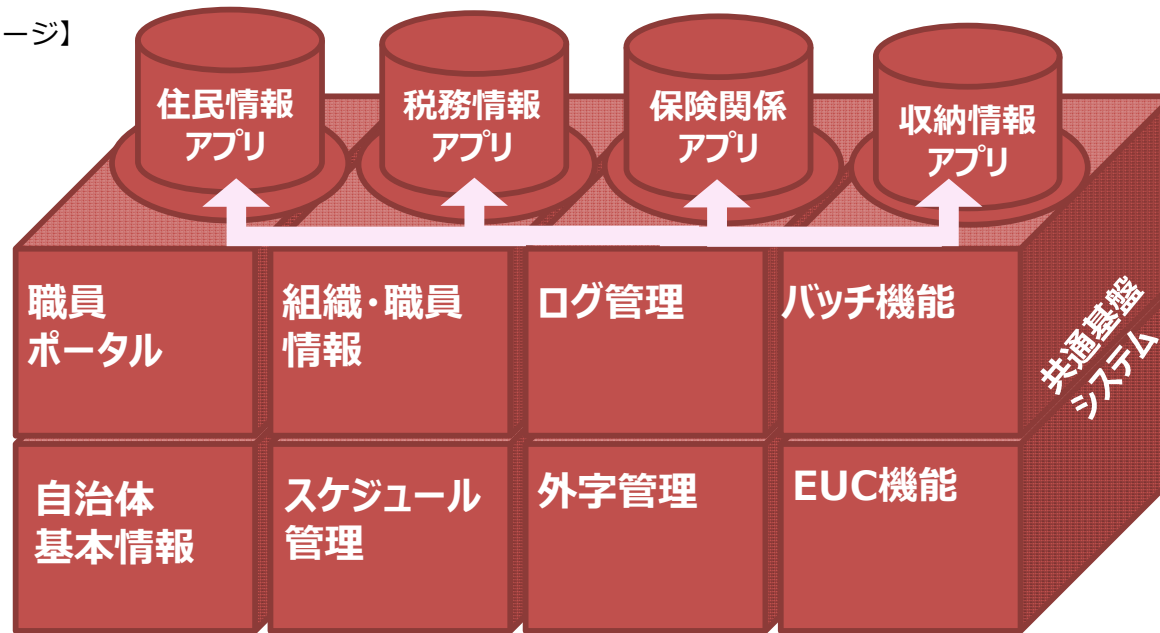 ージ】
住民情報
アプリ
税務情報
アプリ
保険関係
アプリ
収納情報
アプリ
職員
ポータル
組織・職員
情報
ログ管理
バッチ機能
共通基盤
システム
自治体
基本情報
スケジュール
管理
外字管理
EUC機能